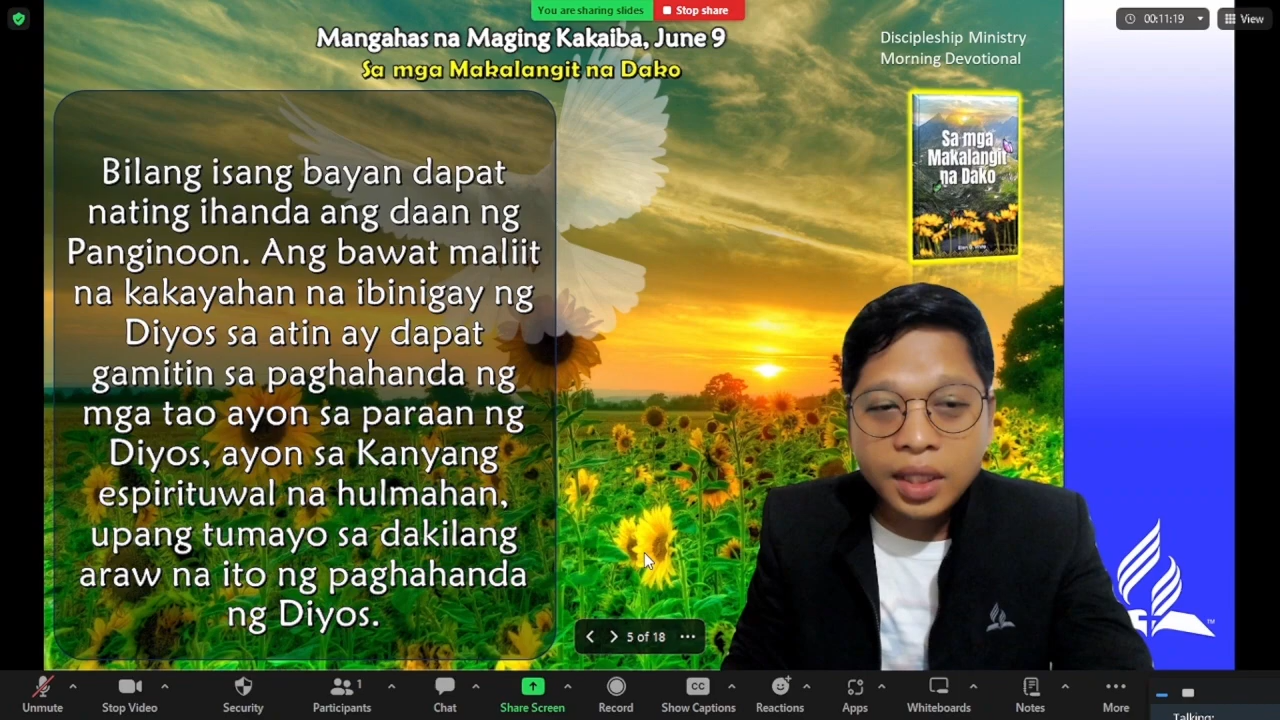 You are sharing slides
Stop share
00:11:19
View
Mangahas na Maging Kakaiba, June 9
Sa mga Makalangit na Dako
Discipleship Ministry
Morning Devotional
Sa mga
Makalangit
na Dako
Bilang isang bayan dapat
nating ihanda ang daan ng
Panginoon. Ang bawat maliit
na kakayahan na ibinigay ng
Diyos sa atin ay dapat
gamitin sa paghahanda ng
mga tao ayon sa paraan ng
Diyos, ayon sa Kanyang
espirituwal na hulmahan,
upang tumayo sa dakilang
araw na ito ng paghahanda
ng Diyos.
5 of 18
TM
Unmute
Stop Video
Security
1
Participants
Chat
Share Screen
Record
CC
Show Captions
Reactions
Apps
Whiteboards
Notes
More
Talking: